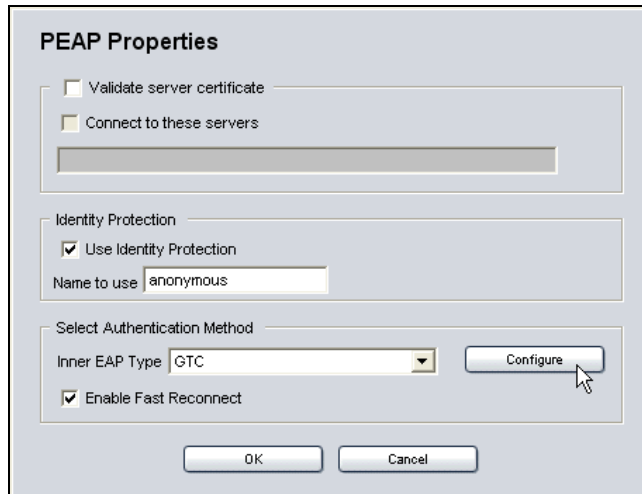 PEAP Properties
Validate server certificate
Connect to these servers
Identity Protection
Use Identity Protection
Name to use anonymous
Select Authentication Method
Inner EAP Type GTC Configure
Enable Fast Reconnect
OK Cancel